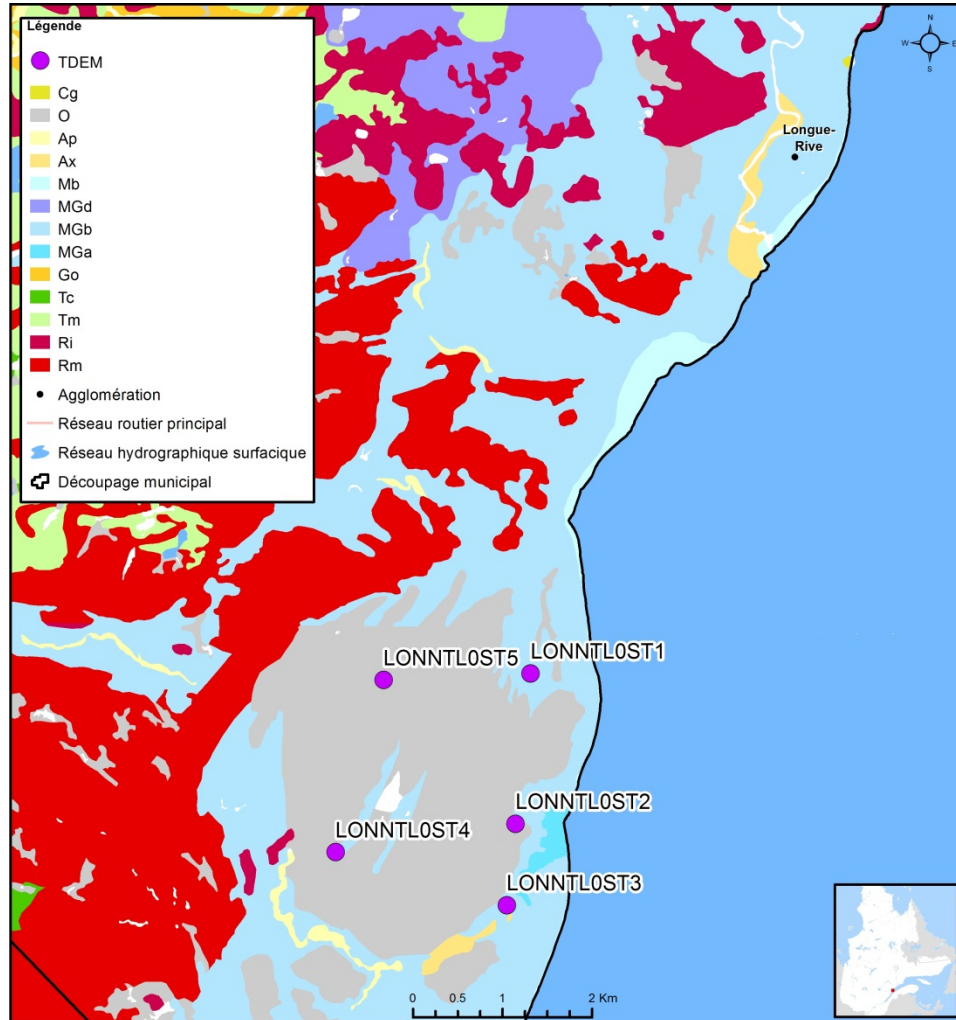 Légende
TDEM
Cg
O
Ap
Ax
Mb
MGd
MGb
MGa
Go
Tc
Tm
Ri
Rm
Agglomération
Réseau routier principal
Réseau hydrographique surfacique
Découpage municipal
N
W E
S
Longue-
Rive
LONNTL0ST5
LONNTL0ST1
LONNTL0ST2
LONNTL0ST4
LONNTL0ST3
0 0.5 1 2 Km